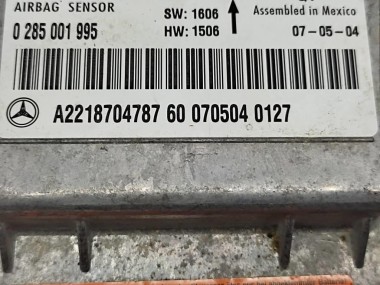 AIRBAG SENSOR
SW: 1606
Assembled in Mexico
0 285 001 995
HW: 1506
07-05-04
A2218704787 60 070504 0127